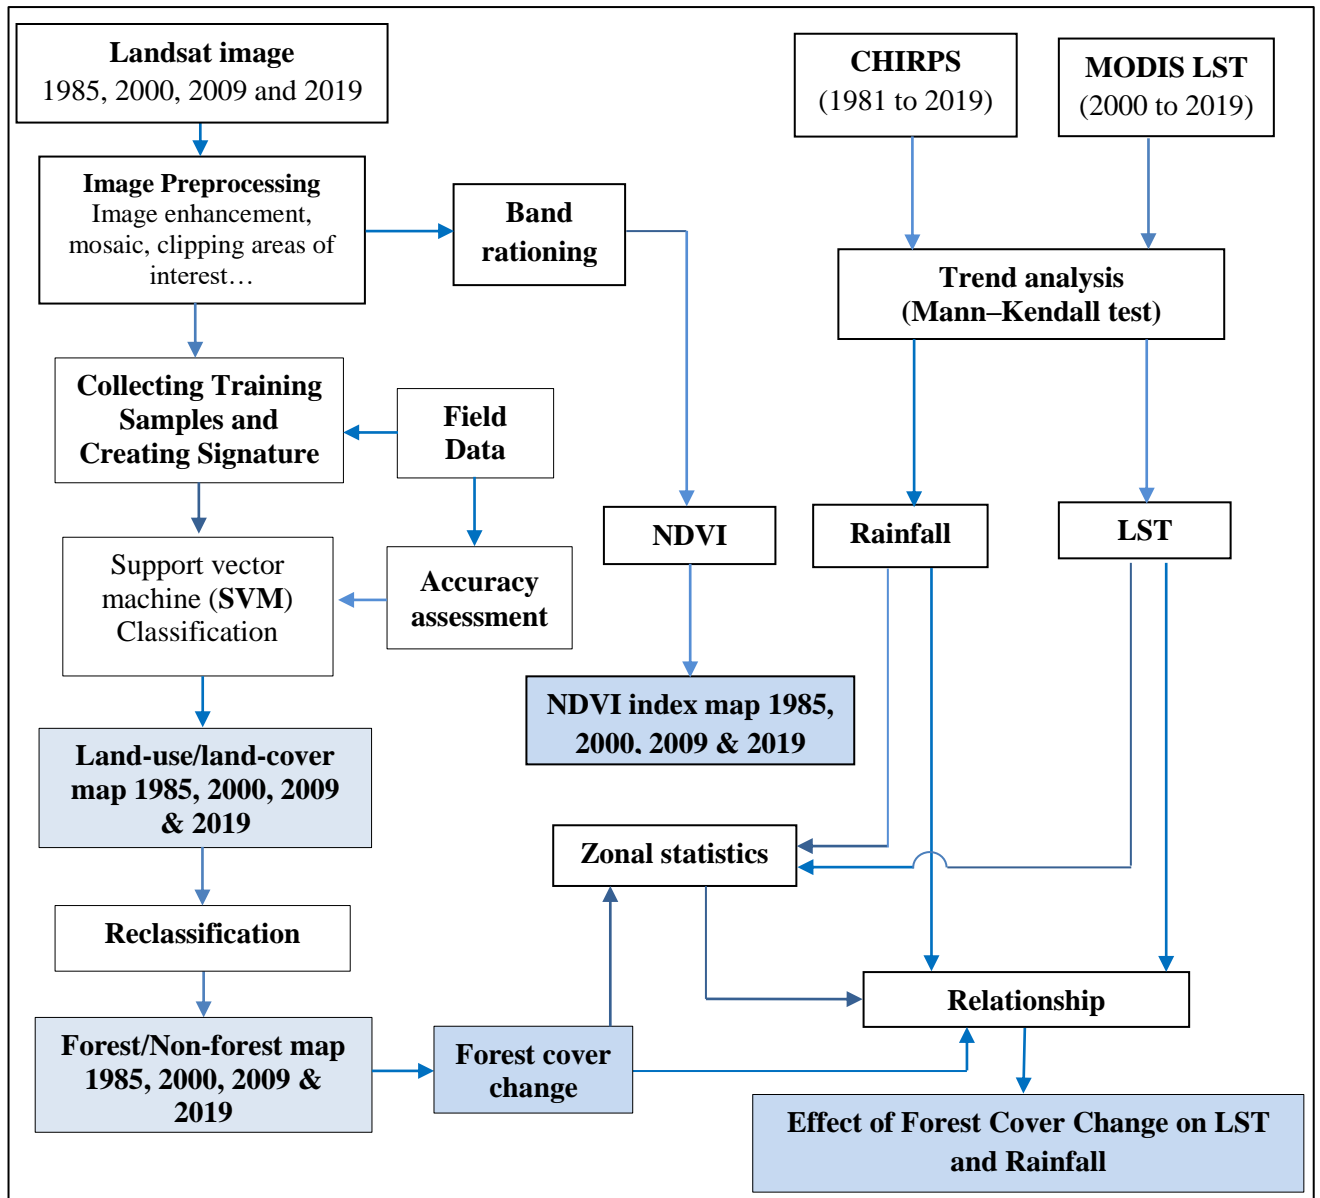 Landsat image
1985, 2000, 2009 and 2019
CHIRPS
(1981 to 2019)
MODIS LST
(2000 to 2019)
Image Preprocessing
Image enhancement,
mosaic, clipping areas of
interest…
Band
rationing
Trend analysis
(Mann–Kendall test)
Collecting Training
Samples and
Creating Signature
Field
Data
NDVI
Rainfall
LST
Support vector
machine (SVM)
Classification
Accuracy
assessment
NDVI index map 1985,
2000, 2009 & 2019
Land-use/land-cover
map 1985, 2000, 2009
& 2019
Zonal statistics
Reclassification
Relationship
Forest/Non-forest map
1985, 2000, 2009 &
2019
Forest cover
change
Effect of Forest Cover Change on LST
and Rainfall